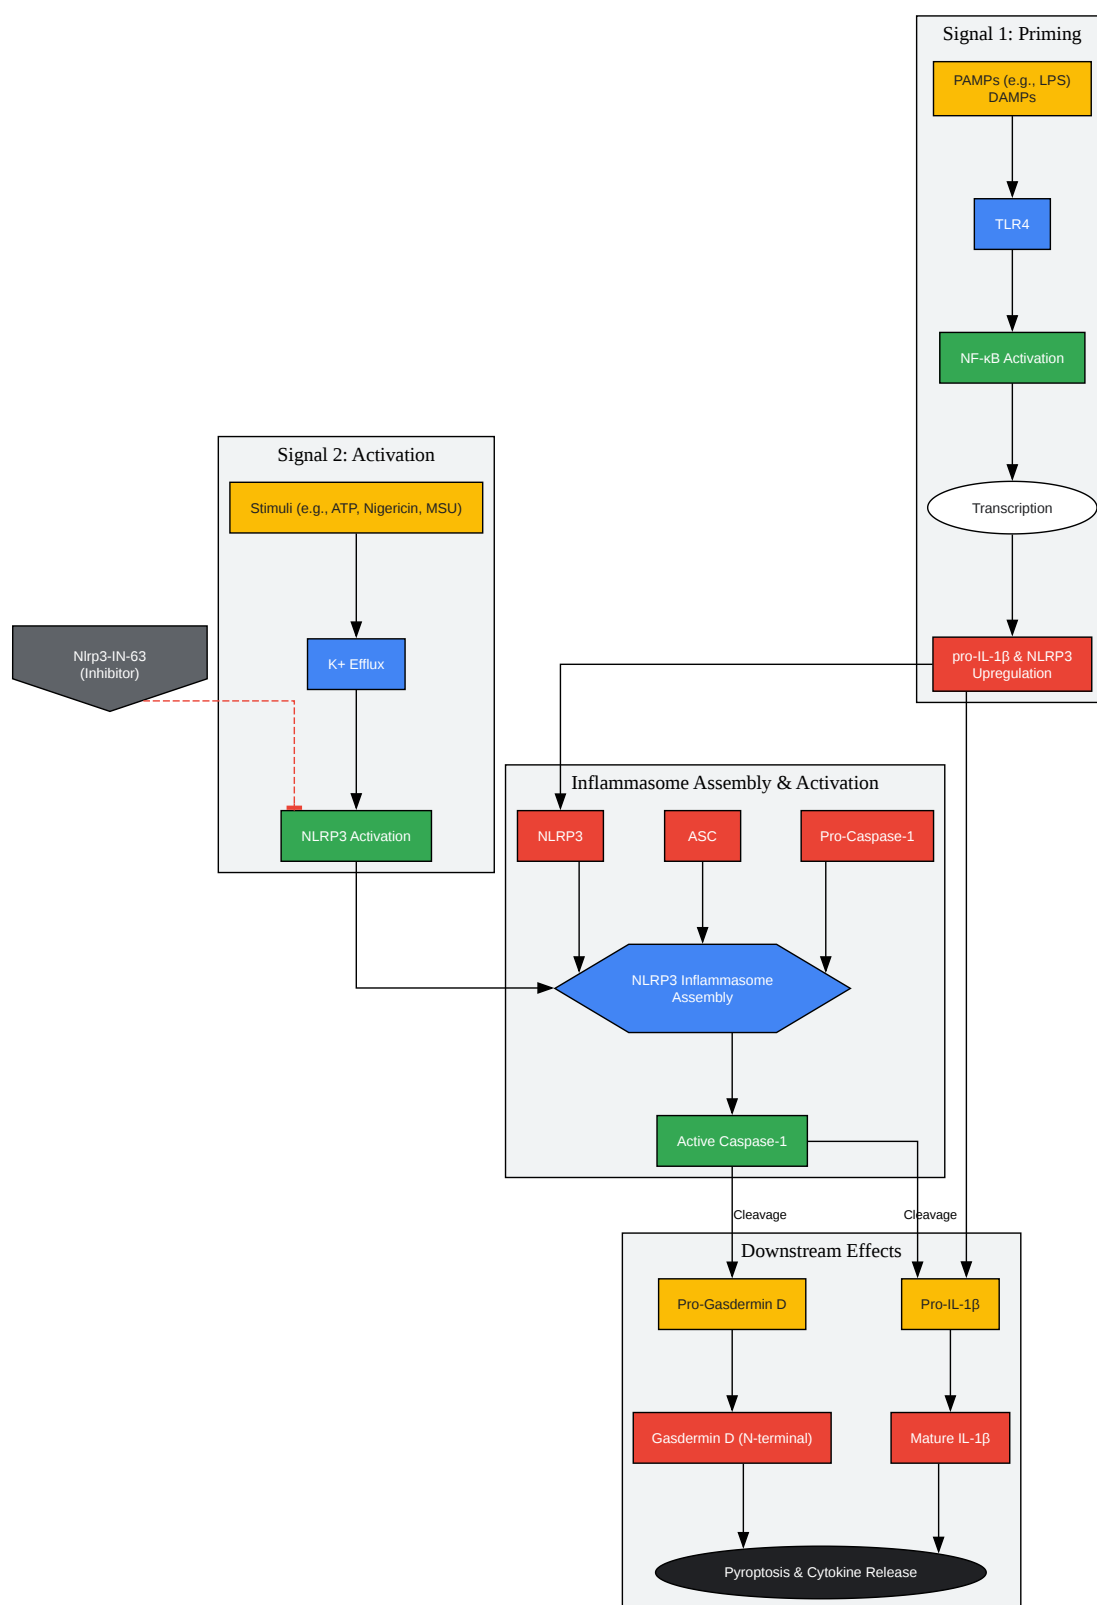 Signal 1: Priming
PAMPs (e.g., LPS)
DAMPs
TLR4
NF-κB Activation
Transcription
pro-IL-1β & NLRP3
Upregulation
Signal 2: Activation
Stimuli (e.g., ATP, Nigericin, MSU)
K+ Efflux
NLRP3 Activation
Nlrp3-IN-63
(Inhibitor)
Inflammasome Assembly & Activation
NLRP3
ASC
Pro-Caspase-1
NLRP3 Inflammasome
Assembly
Active Caspase-1
Cleavage
Cleavage
Downstream Effects
Pro-Gasdermin D
Pro-IL-1β
Gasdermin D (N-terminal)
Mature IL-1β
Pyroptosis & Cytokine Release